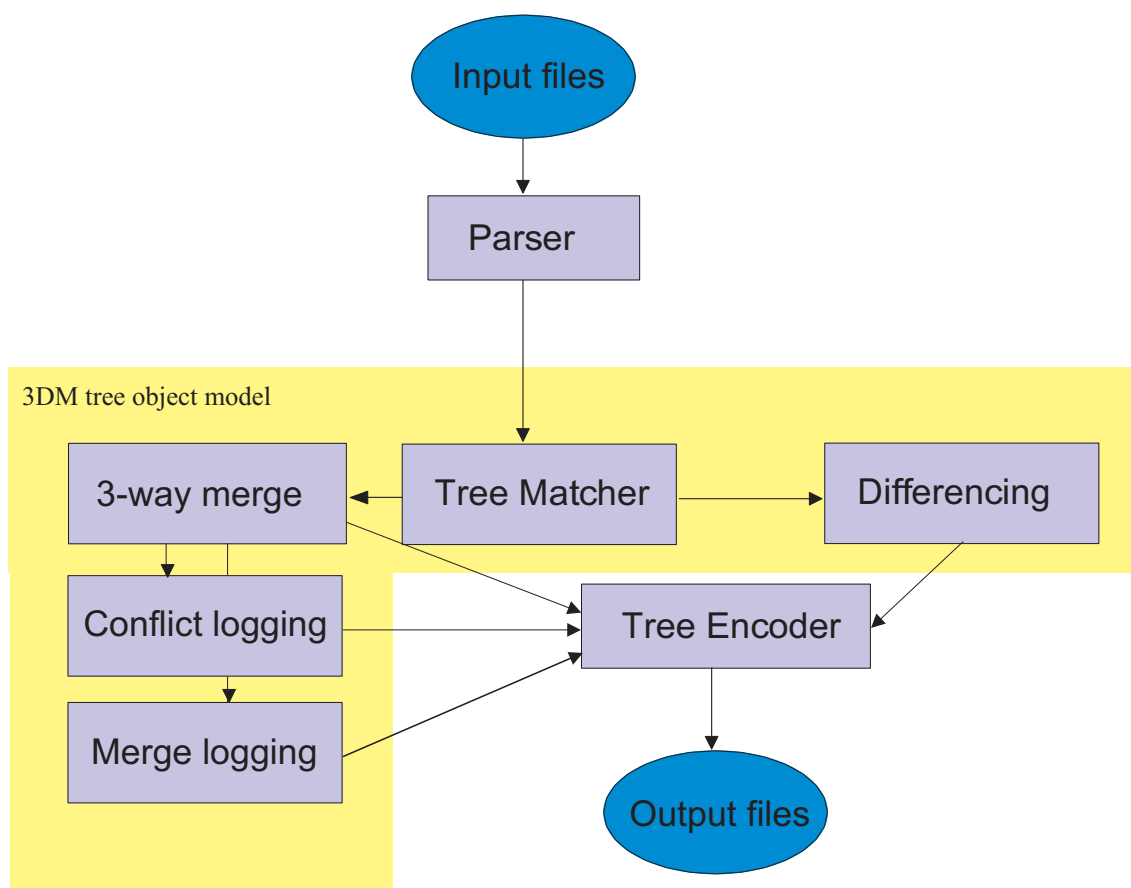 Input files
Parser
3DM tree object model
3-way merge
Tree Matcher
Differencing
Conflict logging
Tree Encoder
Merge logging
Output files